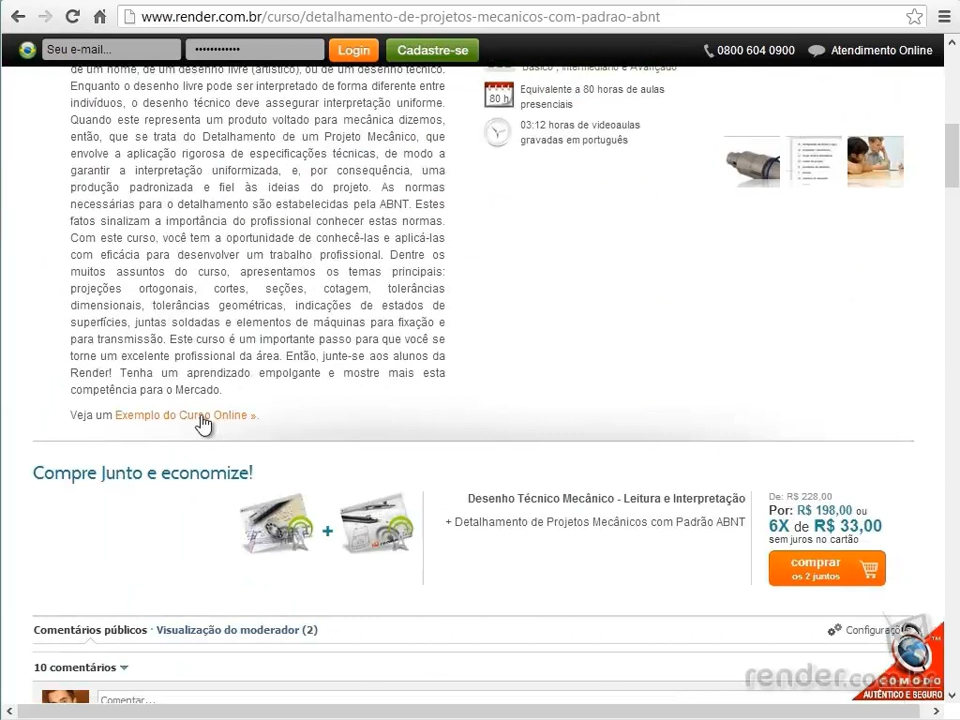 www.render.com.br/curso/detalhamento-de-projetos-mecanicos-com-padrao-abnt
Seu e-mail...
Login
Cadastre-se
0800 604 0900
Atendimento Online
de um nome, de um desenho livre (artístico), ou de um desenho técnico.
Enquanto o desenho livre pode ser interpretado de forma diferente entre
indivíduos, o desenho técnico deve assegurar interpretação uniforme.
Quando este representa um produto voltado para mecânica dizemos,
então, que se trata do Detalhamento de um Projeto Mecânico, que
envolve a aplicação rigorosa de especificações técnicas, de modo a
garantir a interpretação uniformizada, e, por consequência, uma
produção padronizada e fiel às ideias do projeto. As normas
necessárias para o detalhamento são estabelecidas pela ABNT. Estes
fatos sinalizam a importância do profissional conhecer estas normas.
Com este curso, você tem a oportunidade de conhecê-las e aplicá-las
com eficácia para desenvolver um trabalho profissional. Dentre os
muitos assuntos do curso, apresentamos os temas principais:
projeções ortogonais, cortes, seções, cotagem, tolerâncias
dimensionais, tolerâncias geométricas, indicações de estados de
superfícies, juntas soldadas e elementos de máquinas para fixação e
para transmissão. Este curso é um importante passo para que você se
torne um excelente profissional da área. Então, junte-se aos alunos da
Render! Tenha um aprendizado empolgante e mostre mais esta
competência para o Mercado.
Veja um Exemplo do Curso Online ».
Básico , Intermediário e Avançado
80 h
Equivalente a 80 horas de aulas
presenciais
03:12 horas de videoaulas
gravadas em português
Compre Junto e economize!
+
Desenho Técnico Mecânico - Leitura e Interpretação
+ Detalhamento de Projetos Mecânicos com Padrão ABNT
De: R$ 228,00
Por: R$ 198,00 ou
6X de R$ 33,00
sem juros no cartão
comprar
os 2 juntos
Comentários públicos · Visualização do moderador (2)
10 comentários
Comentar...
render.com.br
COMODO
AUTÊNTICO E SEGURO